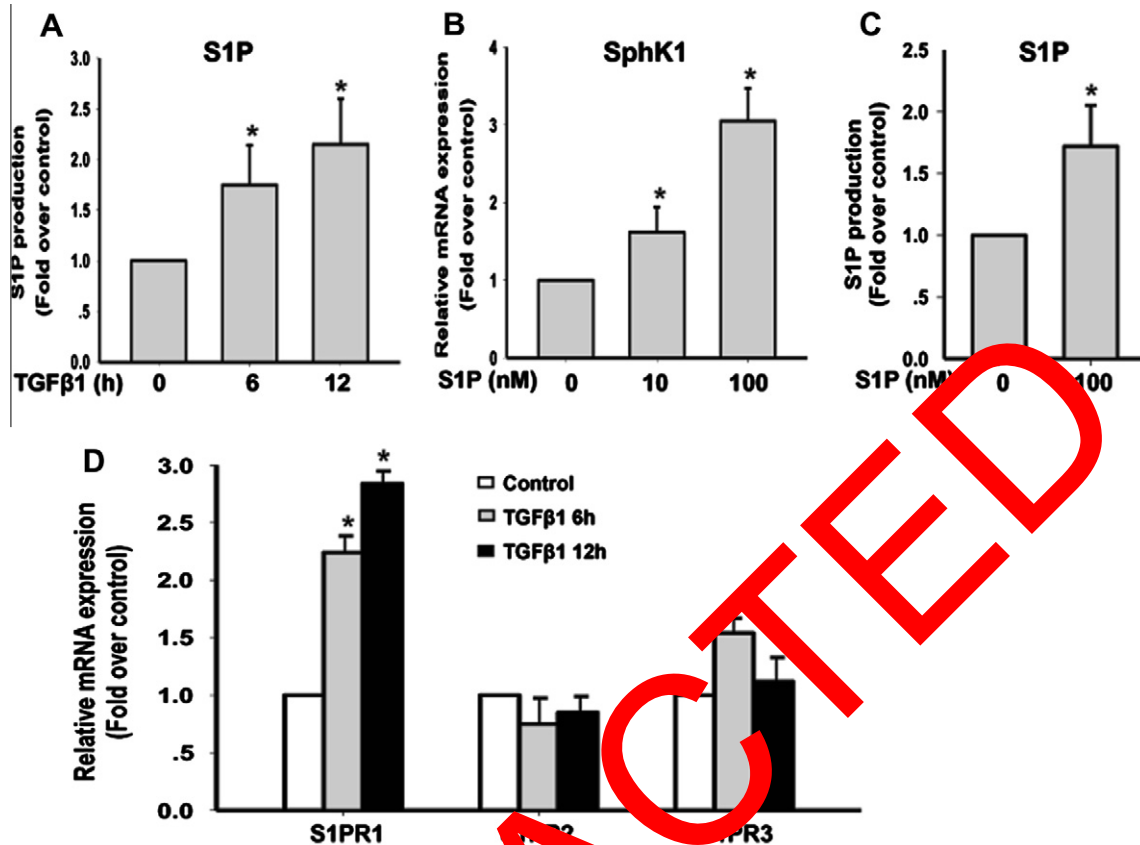 A
S1P
S1P production
(Fold over control)
3.0
2.5
2.0
1.5
1.0
.5
0.0
*
*
TGFβ1 (h) 0 6 12
B
SphK1
Relative mRNA expression
(Fold over control)
4
3
2
1
0
*
*
S1P (nM) 0 10 100
C
S1P
S1P production
(Fold over control)
2.5
2.0
1.5
1.0
.5
0.0
*
S1P (nM) 0 100
D
Relative mRNA expression
(Fold over control)
3.0
2.5
2.0
1.5
1.0
.5
0.0
*
*
Control
TGFβ1 6h
TGFβ1 12h
S1PR1
CTED